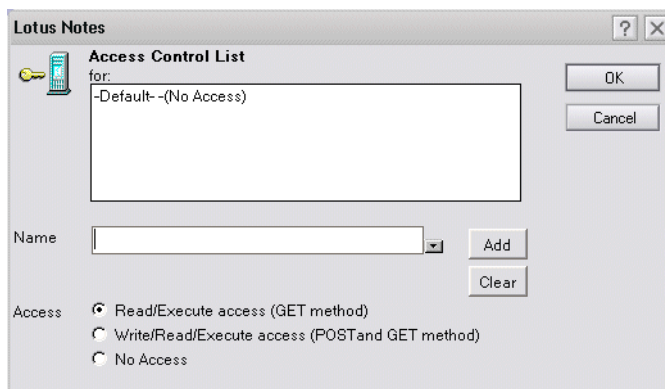 Lotus Notes
Access Control List
for:
-Default- -(No Access)
OK
Cancel
Name
Add
Clear
Access
Read/Execute access (GET method)
Write/Read/Execute access (POSTand GET method)
No Access